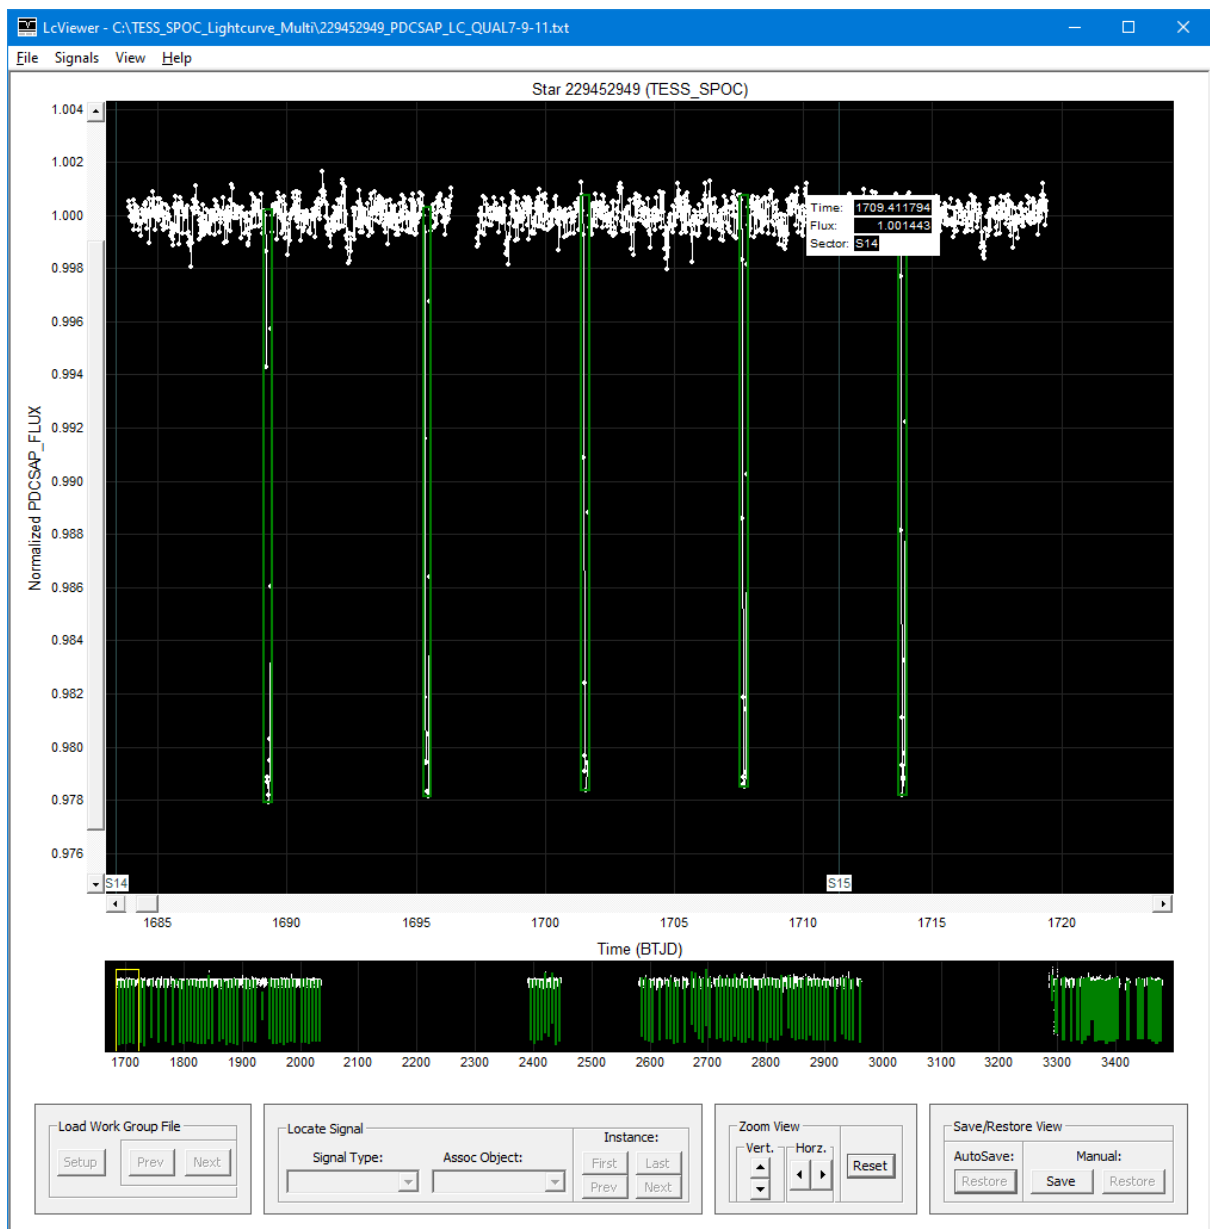 LcViewer - C:\TESS_SPOC_Lightcurve_Multi\229452949_PDCSAP_LC_QUAL7-9-11.txt
File Signals View Help
Star 229452949 (TESS_SPOC)
1.004
1.002
1.000
0.998
0.996
0.994
0.992
0.990
0.988
0.986
0.984
0.982
0.980
0.978
0.976
Normalized PDCSAP_FLUX
Time: 1709.411794
Flux: 1.001443
Sector: S14
S14 S15
1685 1690 1695 1700 1705 1710 1715 1720
Time (BTJD)
1700 1800 1900 2000 2100 2200 2300 2400 2500 2600 2700 2800 2900 3000 3100 3200 3300 3400
Load Work Group File
Setup Prev Next
Locate Signal
Signal Type: Assoc Object:
Instance:
First Last
Prev Next
Zoom View
Vert. Horz.
Reset
Save/Restore View
AutoSave: Manual:
Restore Save Restore